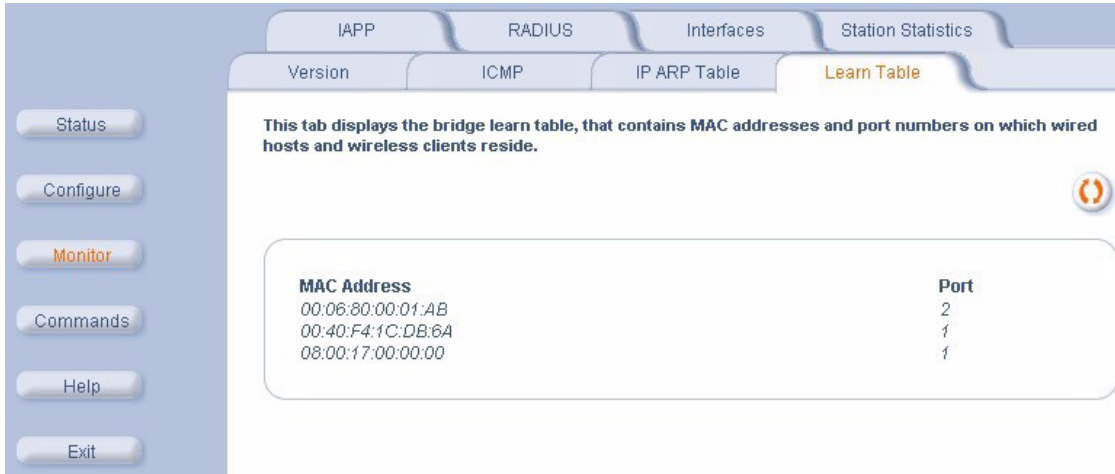 IAPP
RADIUS
Interfaces
Station Statistics
Version
ICMP
IP ARP Table
Learn Table
Status
Configure
Monitor
Commands
Help
Exit
This tab displays the bridge learn table, that contains MAC addresses and port numbers on which wired
hosts and wireless clients reside.
MAC Address Port
00:06:80:00:01:AB 2
00:40:F4:1C:DB:6A 1
08:00:17:00:00:00 1